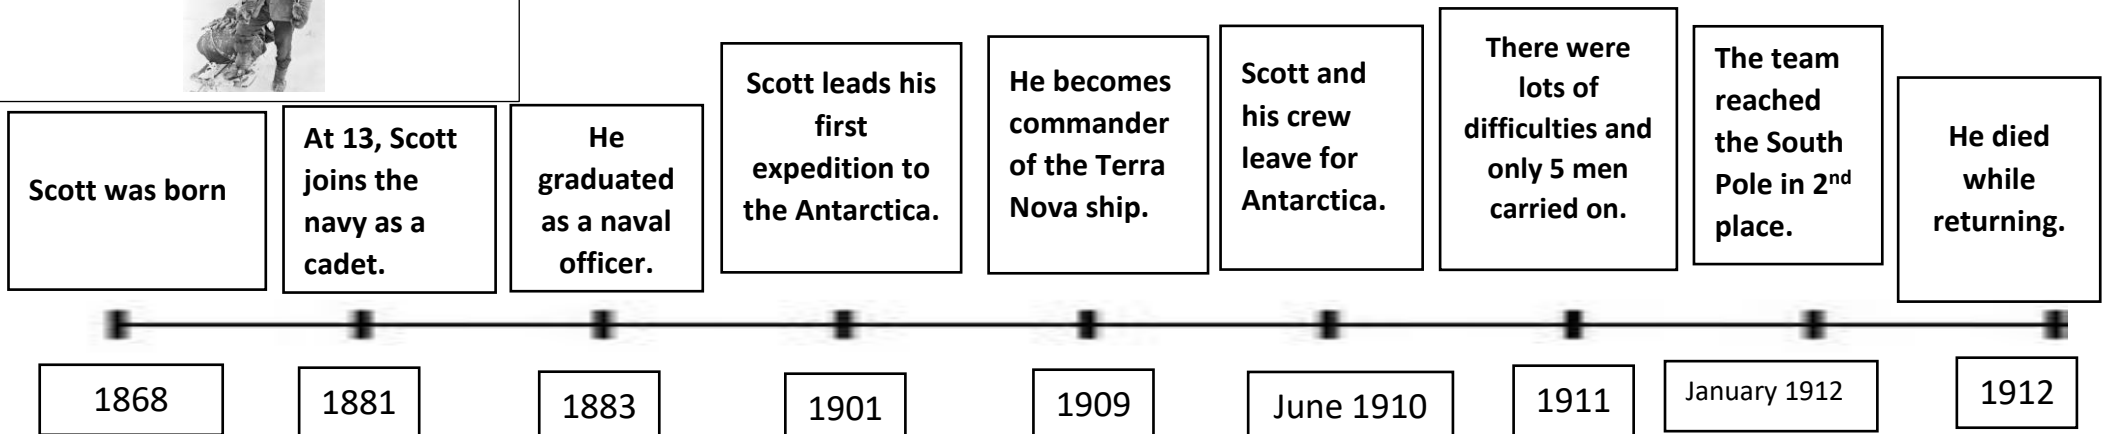 Scott was born
At 13, Scott
joins the
navy as a
cadet.
He
graduated
as a naval
officer.
Scott leads his
first
expedition to
the Antarctica.
He becomes
commander
of the Terra
Nova ship.
Scott and
his crew
leave for
Antarctica.
There were
lots of
difficulties and
only 5 men
carried on.
The team
reached
the South
Pole in 2nd
place.
He died
while
returning.
1868
1881
1883
1901
1909
June 1910
1911
January 1912
1912